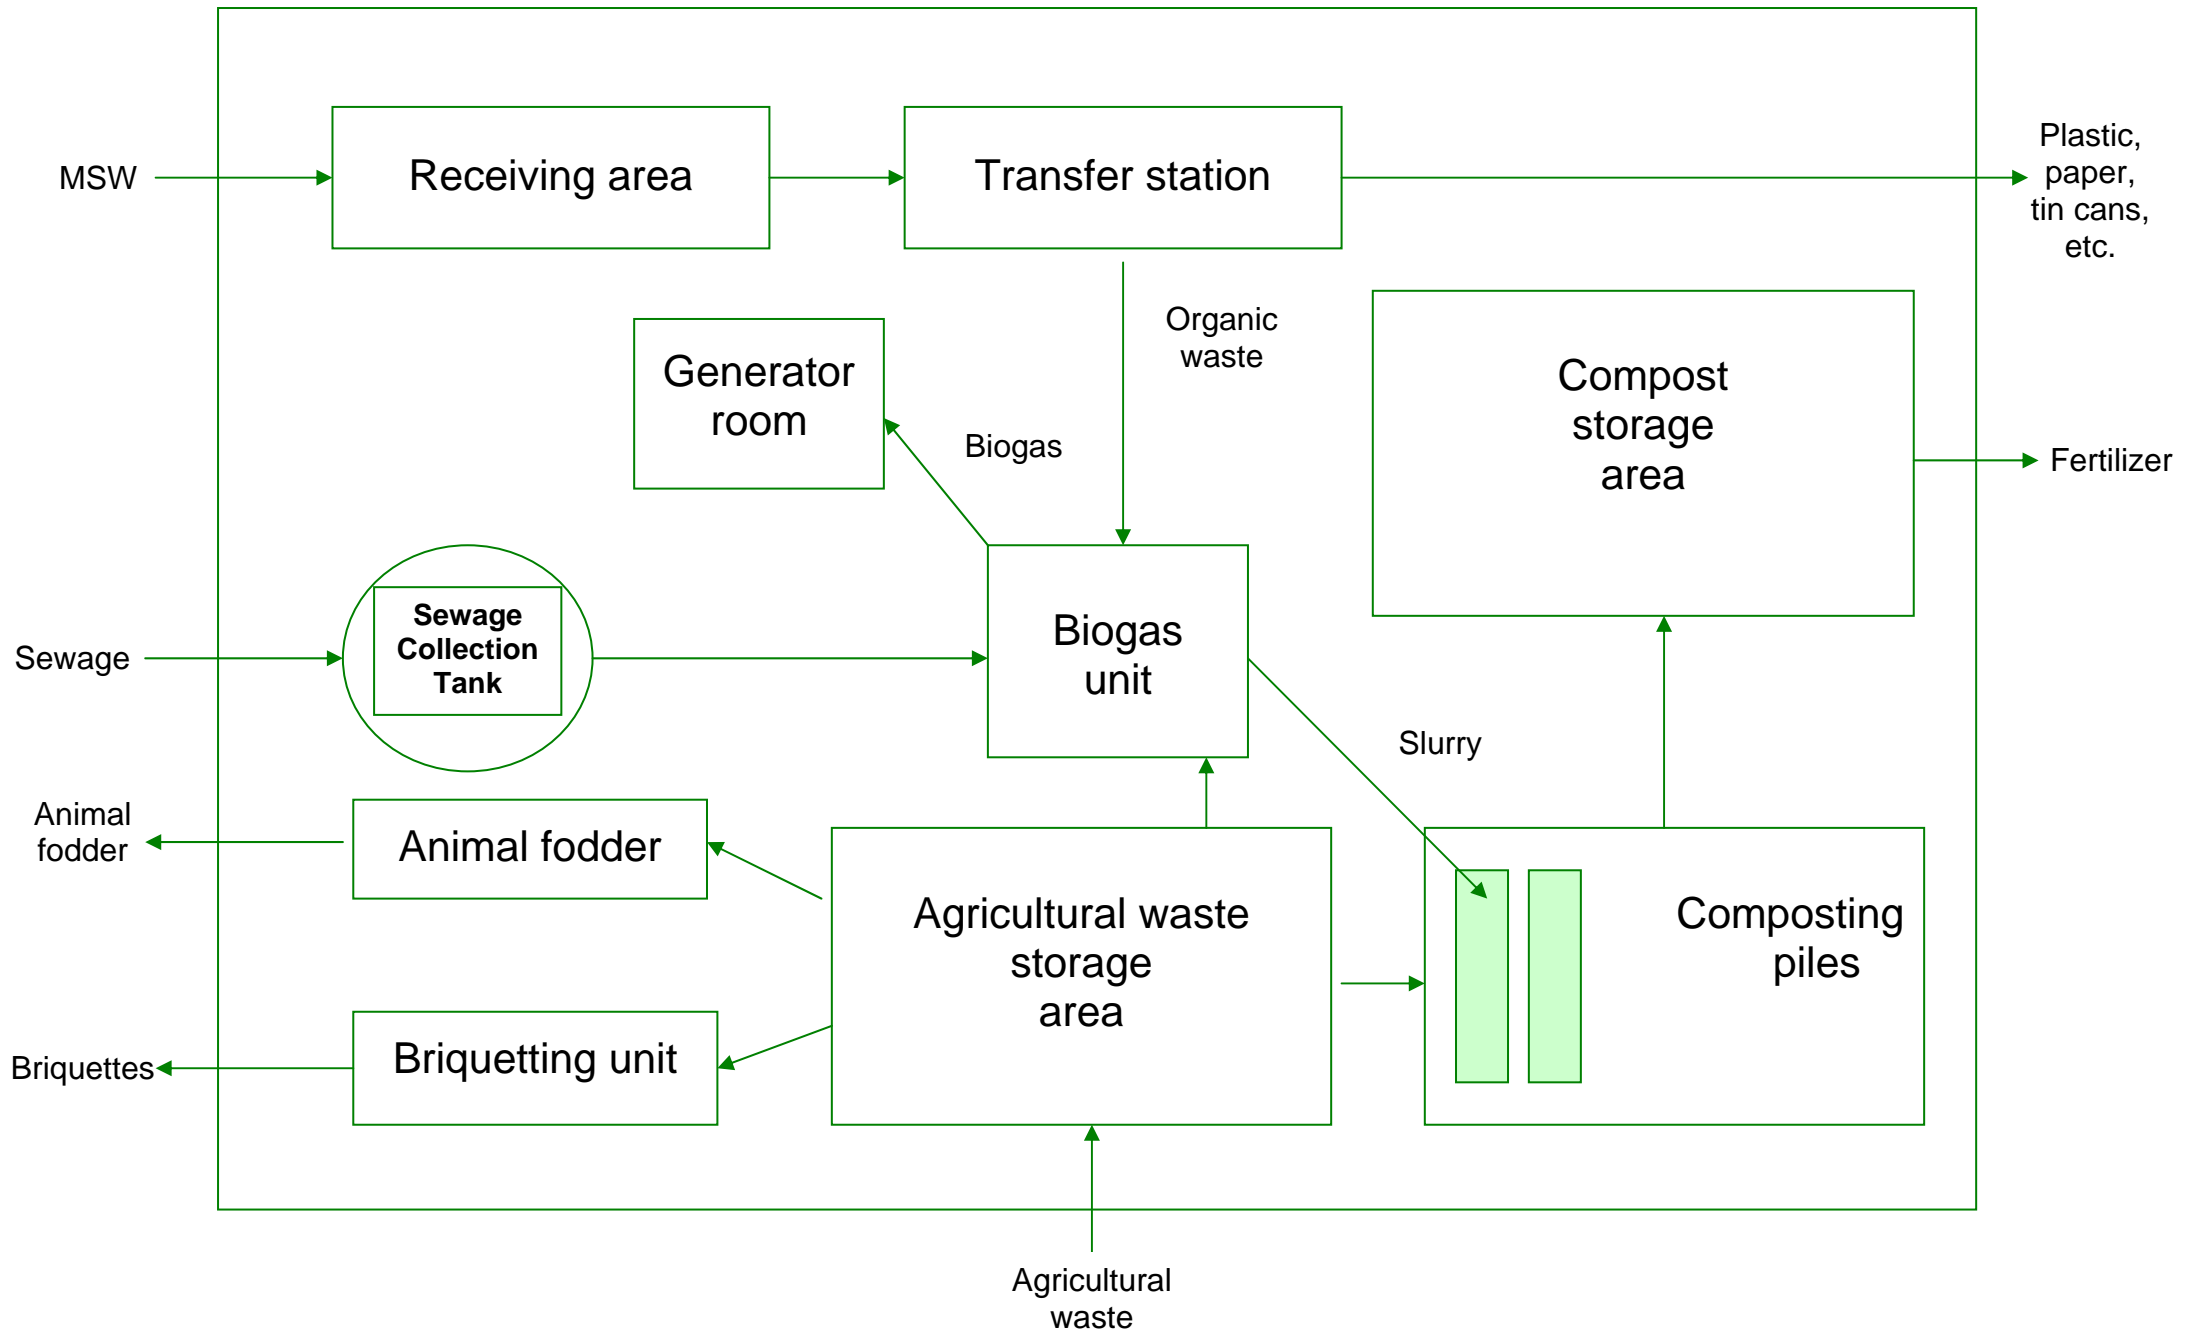 MSW
Receiving area
Transfer station
Plastic,
paper,
tin cans,
etc.
Generator
room
Organic
waste
Biogas
Compost
storage
area
Fertilizer
Sewage
Sewage
Collection
Tank
Biogas
unit
Slurry
Animal
fodder
Animal fodder
Agricultural waste
storage
area
Composting
piles
Briquettes
Briquetting unit
Agricultural
waste